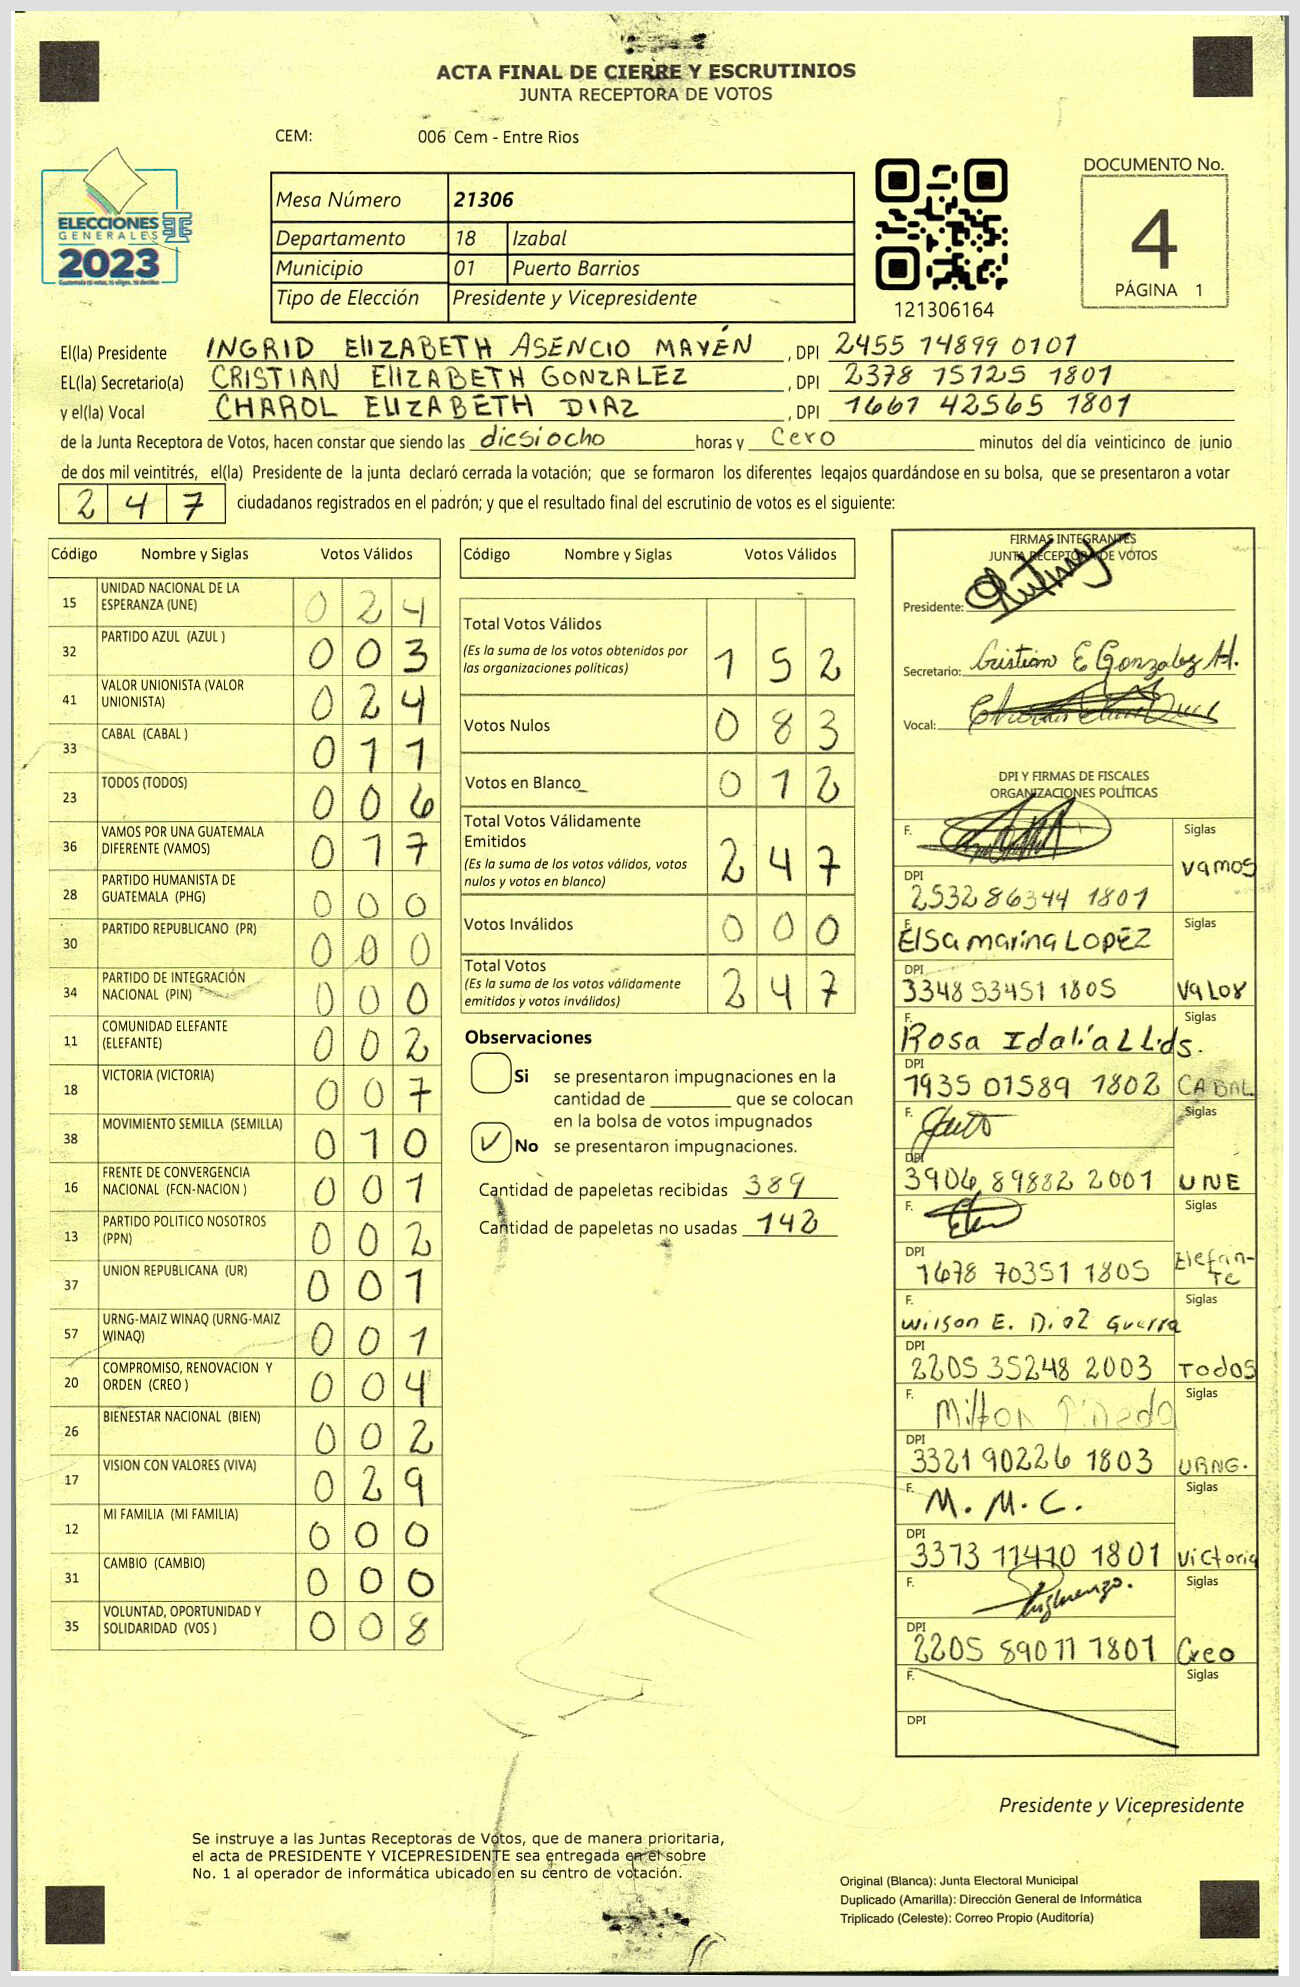 ACTA FINAL DE CIERRE Y ESCRUTINIOS
JUNTA RECEPTORA DE VOTOS
CEM: 006 Cem - Entre Rios
ELECCIONES
GENERALES
2023
Mesa Número 21306
Departamento 18 Izabal
Municipio 01 Puerto Barrios
Tipo de Elección Presidente y Vicepresidente
121306164
DOCUMENTO No.
4
PÁGINA 1
El(la) Presidente INGRID ElIZABETH ASENCIO MAYÉN , DPI 2455 74899 0101
EL(la) Secretario(a) CRISTIAN ElIZABETH GONZALEZ , DPI 2378 15125 1801
y el(la) Vocal CHAROL ELIZABETH DIAZ , DPI 1667 42565 1801
de la Junta Receptora de Votos, hacen constar que siendo las diesiocho horas y Cero minutos del día veinticinco de junio
de dos mil veintitrés, el(la) Presidente de la junta declaró cerrada la votación; que se formaron los diferentes legajos guardándose en su bolsa, que se presentaron a votar
2 4 7 ciudadanos registrados en el padrón; y que el resultado final del escrutinio de votos es el siguiente:
Código Nombre y Siglas Votos Válidos
15 UNIDAD NACIONAL DE LA ESPERANZA (UNE) 0 2 4
32 PARTIDO AZUL (AZUL ) 0 0 3
41 VALOR UNIONISTA (VALOR UNIONISTA) 0 2 4
33 CABAL (CABAL ) 0 1 1
23 TODOS (TODOS) 0 0 6
36 VAMOS POR UNA GUATEMALA DIFERENTE (VAMOS) 0 1 7
28 PARTIDO HUMANISTA DE GUATEMALA (PHG) 0 0 0
30 PARTIDO REPUBLICANO (PR) 0 0 0
34 PARTIDO DE INTEGRACIÓN NACIONAL (PIN) 0 0 0
11 COMUNIDAD ELEFANTE (ELEFANTE) 0 0 2
18 VICTORIA (VICTORIA) 0 0 7
38 MOVIMIENTO SEMILLA (SEMILLA) 0 1 0
16 FRENTE DE CONVERGENCIA NACIONAL (FCN-NACION ) 0 0 1
13 PARTIDO POLITICO NOSOTROS (PPN) 0 0 2
37 UNION REPUBLICANA (UR) 0 0 1
57 URNG-MAIZ WINAQ (URNG-MAIZ WINAQ) 0 0 1
20 COMPROMISO, RENOVACION Y ORDEN (CREO ) 0 0 4
26 BIENESTAR NACIONAL (BIEN) 0 0 2
17 VISION CON VALORES (VIVA) 0 2 9
12 MI FAMILIA (MI FAMILIA) 0 0 0
31 CAMBIO (CAMBIO) 0 0 0
35 VOLUNTAD, OPORTUNIDAD Y SOLIDARIDAD (VOS ) 0 0 8
Código Nombre y Siglas Votos Válidos
Total Votos Válidos
(Es la suma de los votos obtenidos por
las organizaciones politicas) 1 5 2
Votos Nulos 0 8 3
Votos en Blanco 0 1 2
Total Votos Válidamente
Emitidos
(Es la suma de los votos válidos, votos
nulos y votos en blanco) 2 4 7
Votos Inválidos 0 0 0
Total Votos
(Es la suma de los votos válidamente
emitidos y votos inválidos) 2 4 7
Observaciones
Si se presentaron impugnaciones en la
cantidad de ________ que se colocan
en la bolsa de votos impugnados
No se presentaron impugnaciones.
Cantidad de papeletas recibidas 389
Cantidad de papeletas no usadas 142
FIRMAS INTEGRANTES
JUNTA RECEPTORA DE VOTOS
Presidente:
Secretario: Cristian E Gonzalez H.
Vocal:
DPI Y FIRMAS DE FISCALES
ORGANIZACIONES POLÍTICAS
F. Siglas
DPI 2532 86344 1801 Vamos
F. Elsa marina LOPEZ Siglas
DPI 3348 53451 1805 Valor
F. Rosa Idalia L Siglas
DPI 1935 01589 1802 CABAL
F. Siglas
DPI 3906 89882 2001 UNE
F. Siglas
DPI 1678 70351 1805 Elefan-
te
F. Wilson E. Diaz Guerra Siglas
DPI 2205 35248 2003 TODOS
F. Milton Pineda Siglas
DPI 3321 90226 1803 URNG.
F. M. M. C. Siglas
DPI 3373 11410 1801 Victoria
F. Siglas
DPI 2205 89011 1801 Creo
F. Siglas
DPI
Presidente y Vicepresidente
Se instruye a las Juntas Receptoras de Votos, que de manera prioritaria,
el acta de PRESIDENTE Y VICEPRESIDENTE sea entregada en el sobre
No. 1 al operador de informática ubicado en su centro de votación.
Original (Blanca): Junta Electoral Municipal
Duplicado (Amarilla): Dirección General de Informática
Triplicado (Celeste): Correo Propio (Auditoría)